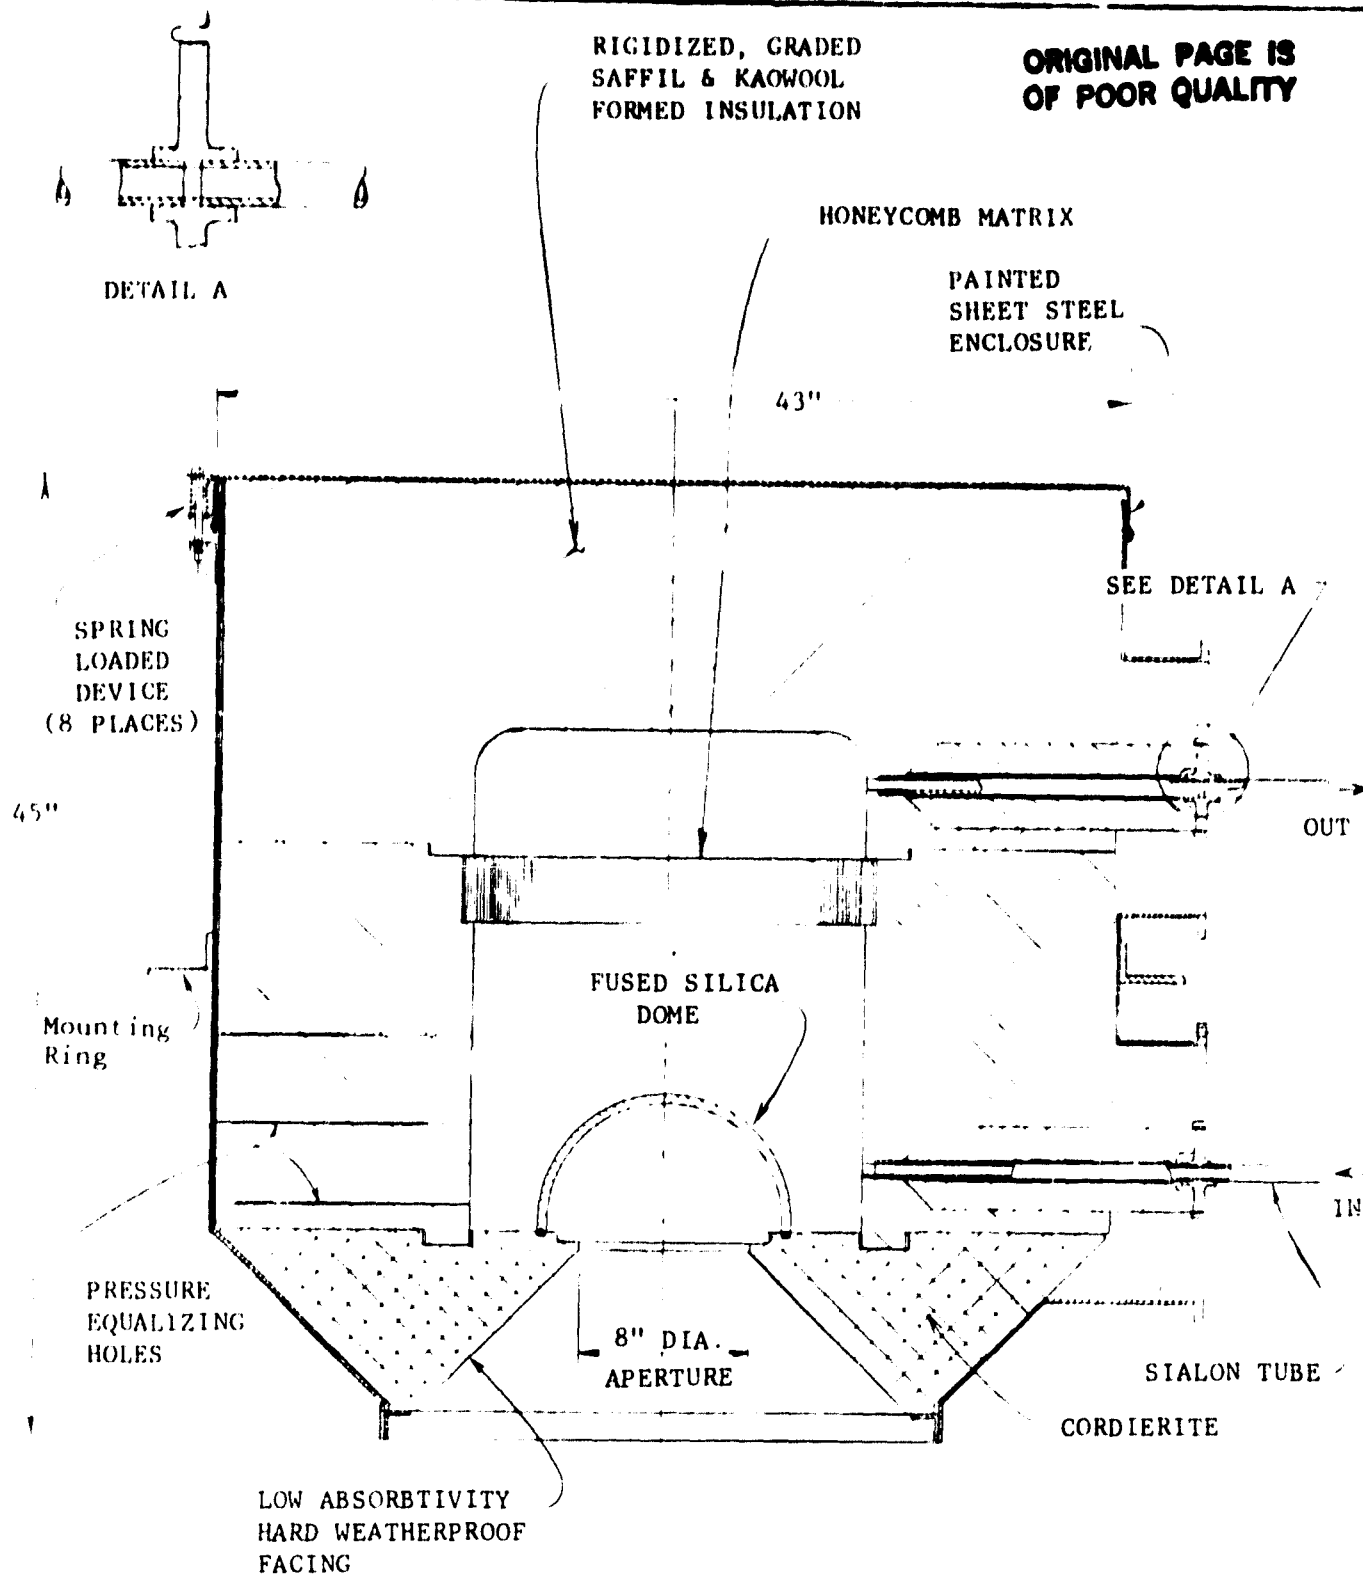 RIGIDIZED, GRADED
SAFFIL & KAOWOOL
FORMED INSULATION
ORIGINAL PAGE IS
OF POOR QUALITY
HONEYCOMB MATRIX
DETAIL A
PAINTED
SHEET STEEL
ENCLOSURE
43"
SEE DETAIL A
SPRING
LOADED
DEVICE
(8 PLACES)
45"
OUT
FUSED SILICA
DOME
Mounting
Ring
IN
PRESSURE
EQUALIZING
HOLES
8" DIA.
APERTURE
SIALON TUBE
CORDIERITE
LOW ABSORBTIVITY
HARD WEATHERPROOF
FACING